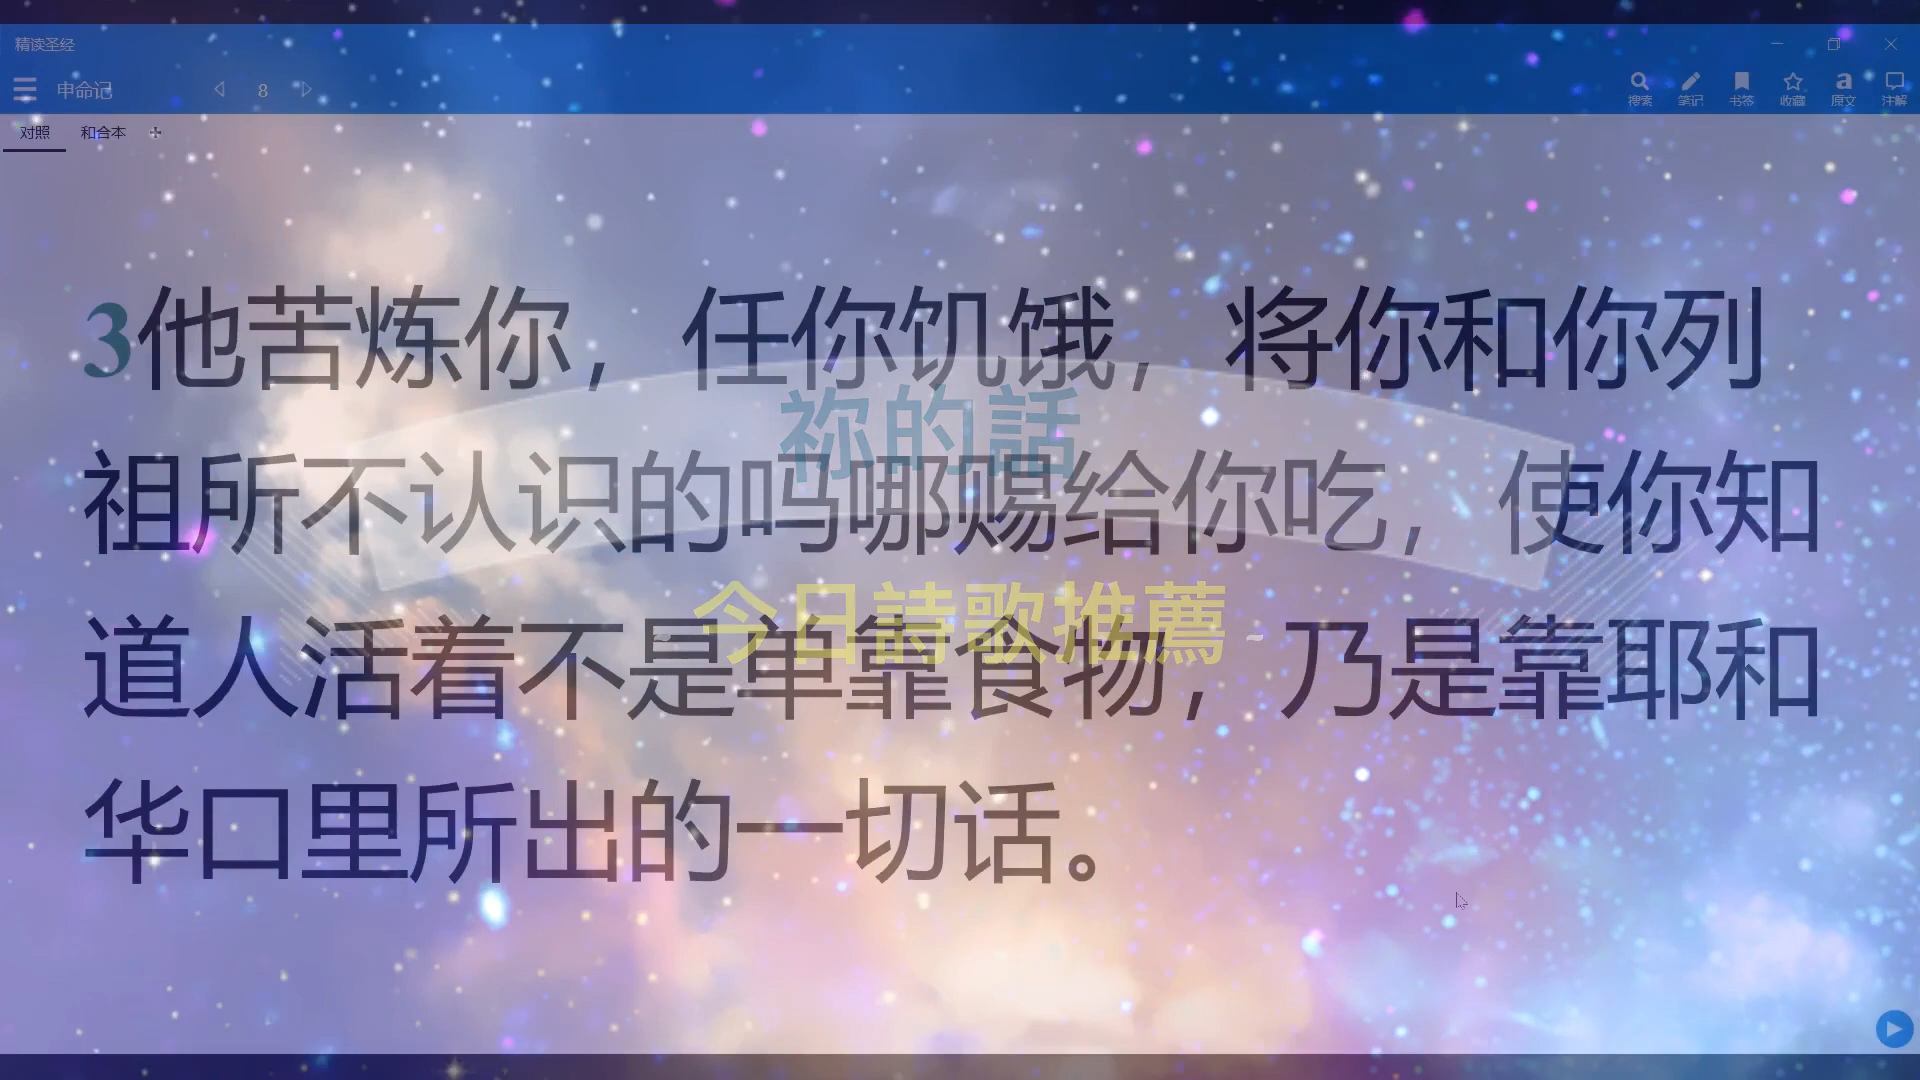 精读圣经
申命记 8
搜索 笔记 书签 收藏 原文 注解
对照 和合本
3他苦炼你，任你饥饿，将你和你列
祢的話
祖所不认识的吗哪赐给你吃，使你知
~ 今日詩歌推薦 ~
道人活着不是单靠食物，乃是靠耶和
华口里所出的一切话。